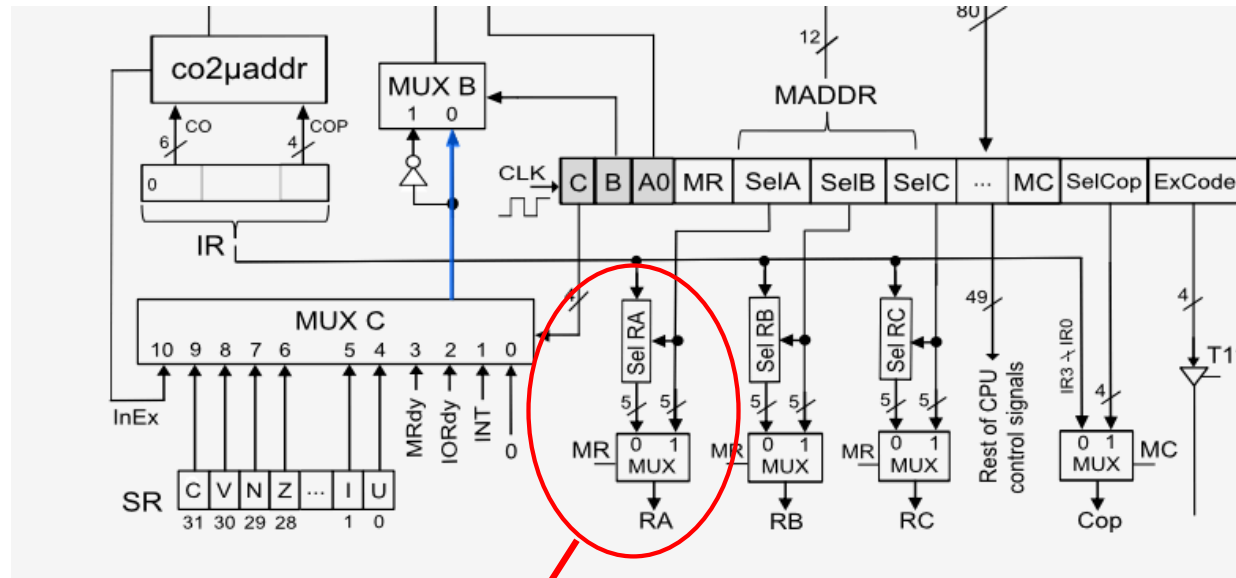 80
12
co2µaddr
MUX B
1 0
MADDR
CO
COP
6
4
CLK
C B A0 MR SelA SelB SelC ... MC SelCop ExCode
0
IR
4
49
4
MUX C
Sel RA
Sel RB
Sel RC
IR3 - IR0
T1
10 9 8 7 6 5 4 3 2 1 0
Rest of CPU
control signals
5 5
5 5
5 5
4
InEx
MRdy
IORdy
INT
0
MR
0 1
MUX
MR
0 1
MUX
MR
0 1
MUX
0 1
MUX
MC
SR
C V N Z ... I U
31 30 29 28 1 0
RA
RB
RC
Cop